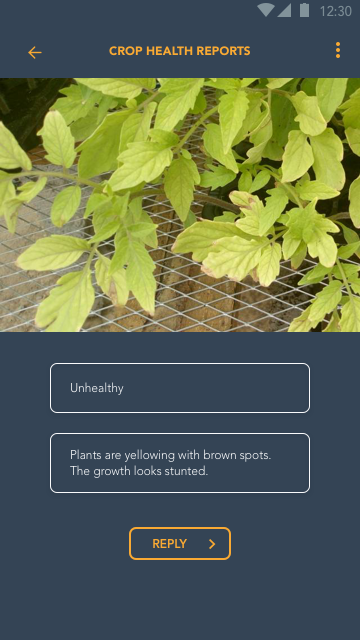 12:30
CROP HEALTH REPORTS
Unhealthy
Plants are yellowing with brown spots.
The growth looks stunted.
REPLY